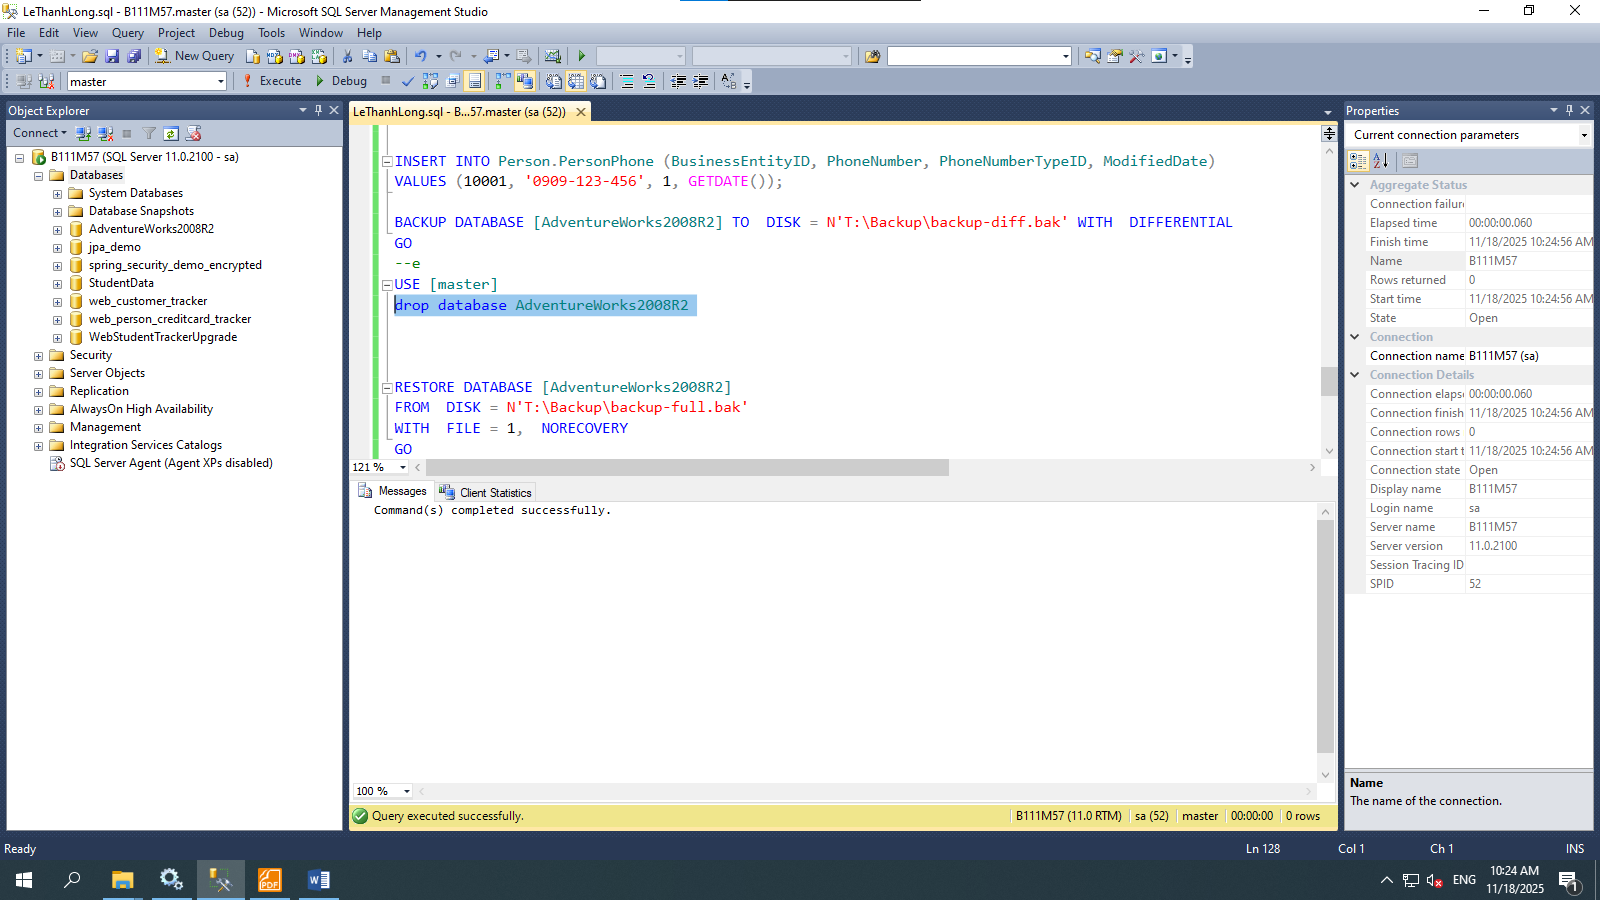 LeThanhLong.sql - B111M57.master (sa (52)) - Microsoft SQL Server Management Studio
File Edit View Query Project Debug Tools Window Help
New Query
master Execute Debug
Object Explorer
Connect
B111M57 (SQL Server 11.0.2100 - sa)
Databases
System Databases
Database Snapshots
AdventureWorks2008R2
jpa_demo
spring_security_demo_encrypted
StudentData
web_customer_tracker
web_person_creditcard_tracker
WebStudentTrackerUpgrade
Security
Server Objects
Replication
AlwaysOn High Availability
Management
Integration Services Catalogs
SQL Server Agent (Agent XPs disabled)
LeThanhLong.sql - B...57.master (sa (52))
INSERT INTO Person.PersonPhone (BusinessEntityID, PhoneNumber, PhoneNumberTypeID, ModifiedDate)
VALUES (10001, '0909-123-456', 1, GETDATE());
BACKUP DATABASE [AdventureWorks2008R2] TO DISK = N'T:\Backup\backup-diff.bak' WITH DIFFERENTIAL
GO
--e
USE [master]
drop database AdventureWorks2008R2
RESTORE DATABASE [AdventureWorks2008R2]
FROM DISK = N'T:\Backup\backup-full.bak'
WITH FILE = 1, NORECOVERY
GO
121 %
Messages Client Statistics
Command(s) completed successfully.
100 %
Query executed successfully. B111M57 (11.0 RTM) sa (52) master 00:00:00 0 rows
Properties
Current connection parameters
Aggregate Status
Connection failur
Elapsed time 00:00:00.060
Finish time 11/18/2025 10:24:56 AM
Name B111M57
Rows returned 0
Start time 11/18/2025 10:24:56 AM
State Open
Connection
Connection name B111M57 (sa)
Connection Details
Connection elaps 00:00:00.060
Connection finish 11/18/2025 10:24:56 AM
Connection rows 0
Connection start t 11/18/2025 10:24:56 AM
Connection state Open
Display name B111M57
Login name sa
Server name B111M57
Server version 11.0.2100
Session Tracing ID
SPID 52
Name
The name of the connection.
Ready Ln 128 Col 1 Ch 1 INS
PDF
ENG
10:24 AM
11/18/2025
1